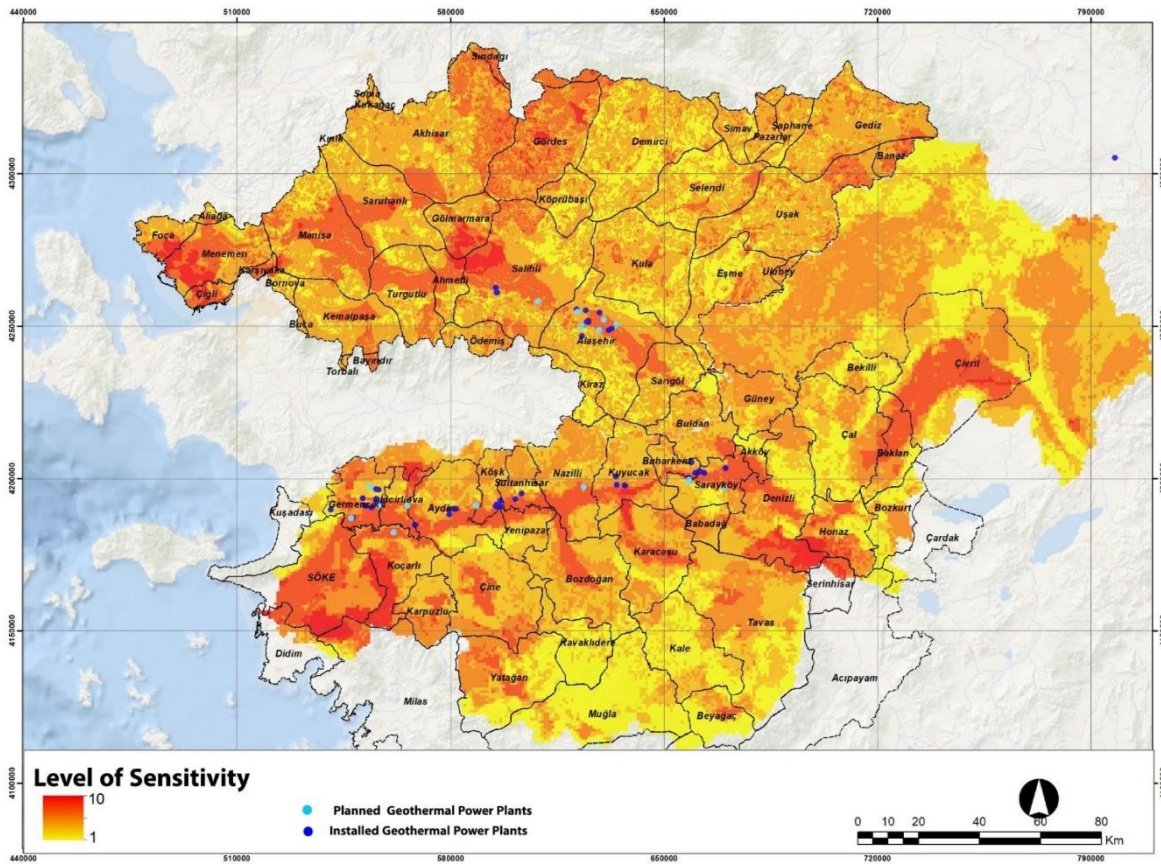 440000 510000 580000 650000 720000 790000
Sındırgı
Soma
Kırkağaç
Akhisar
Gördes
Demirci
Simav
Şaphane
Pazarlar
Gediz
Banaz
Kınık
4300000
Saruhanlı
Köprübaşı
Selendi
Gölmarmara
Uşak
Aliağa
Foça
Menemen
Manisa
Karşıyaka
Çiğli
Bornova
Ahmetli
Salihli
Kula
Eşme
Ulubey
Turgutlu
Kemalpaşa
Buca
4250000
Alaşehir
Ödemiş
Bayındır
Torbalı
Kiraz
Sarıgöl
Bekilli
Çivril
Güney
Buldan
Çal
Baklan
Akköy
Buharkent
Köşk
Nazilli
Kuyucak
Sultanhisar
Sarayköy
4200000
Denizli
Germencik
İncirliova
Aydın
Kuşadası
Yenipazar
Babadağ
Honaz
Bozkurt
Çardak
Karacasu
Koçarlı
SÖKE
Çine
Bozdoğan
Serinhisar
Karpuzlu
Tavas
4150000
Didim
Kavaklıdere
Kale
Yatağan
Acıpayam
Milas
Muğla
Beyağaç
Level of Sensitivity
10
1
Planned Geothermal Power Plants
Installed Geothermal Power Plants
4100000
0 5 10 20 40 60 80
Km
440000 510000 580000 650000 720000 790000